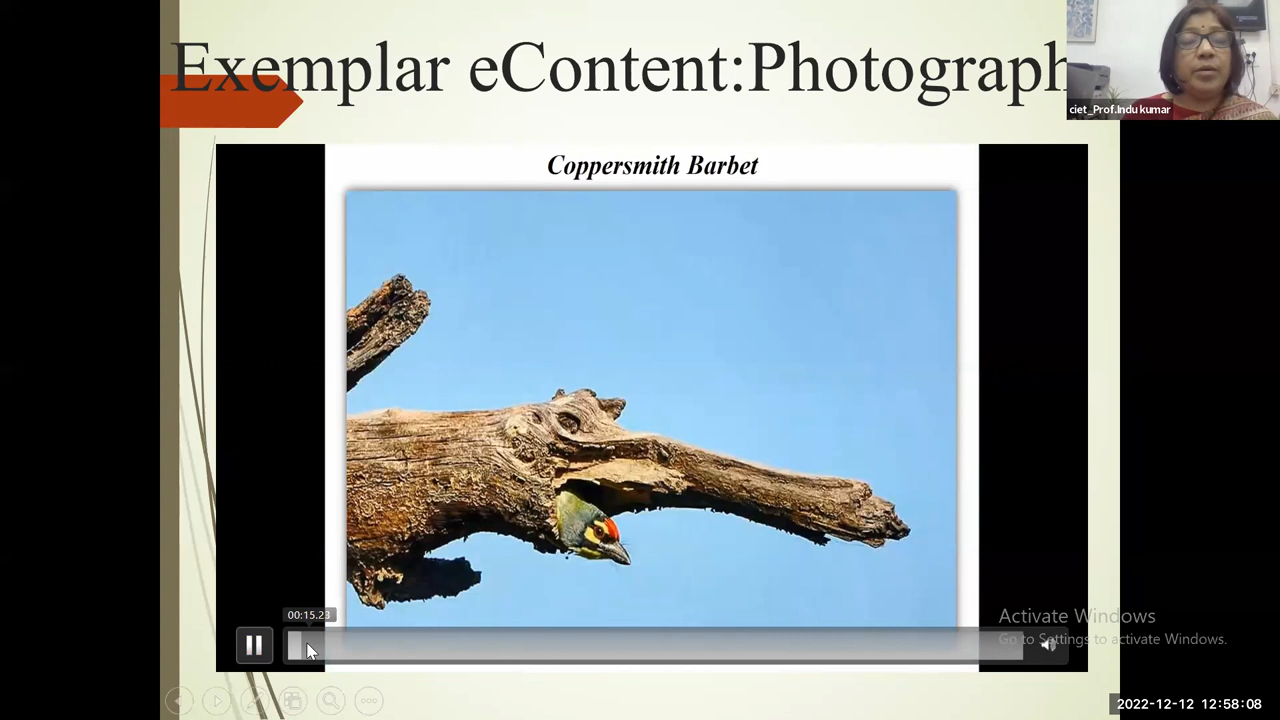 Exemplar eContent:Photograph
ciet_Prof.Indu kumar
Coppersmith Barbet
00:15.23
Activate Windows
Go to Settings to activate Windows.
2022-12-12 12:58:08